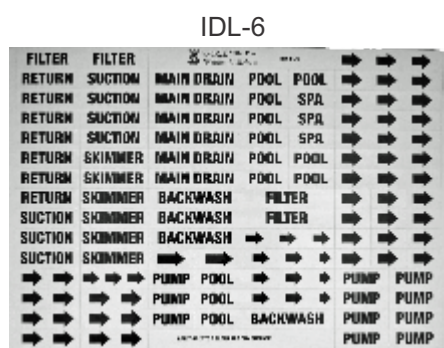 IDL-6
FILTER FILTER
RETURN SUCTION MAIN DRAIN POOL POOL
RETURN SUCTION MAIN DRAIN POOL SPA
RETURN SUCTION MAIN DRAIN POOL SPA
RETURN SUCTION MAIN DRAIN POOL SPA
RETURN SKIMMER MAIN DRAIN POOL POOL
RETURN SKIMMER MAIN DRAIN POOL POOL
RETURN SKIMMER BACKWASH FILTER
SUCTION SKIMMER BACKWASH FILTER
SUCTION SKIMMER BACKWASH
SUCTION SKIMMER
PUMP POOL PUMP PUMP
PUMP POOL PUMP PUMP
PUMP POOL BACKWASH PUMP PUMP